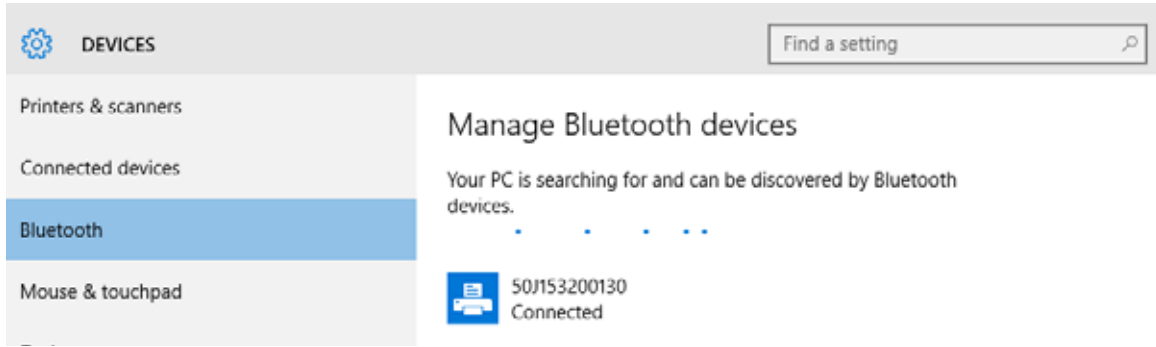 DEVICES
Find a setting
Printers & scanners
Connected devices
Bluetooth
Mouse & touchpad
Manage Bluetooth devices
Your PC is searching for and can be discovered by Bluetooth
devices.
50J153200130
Connected